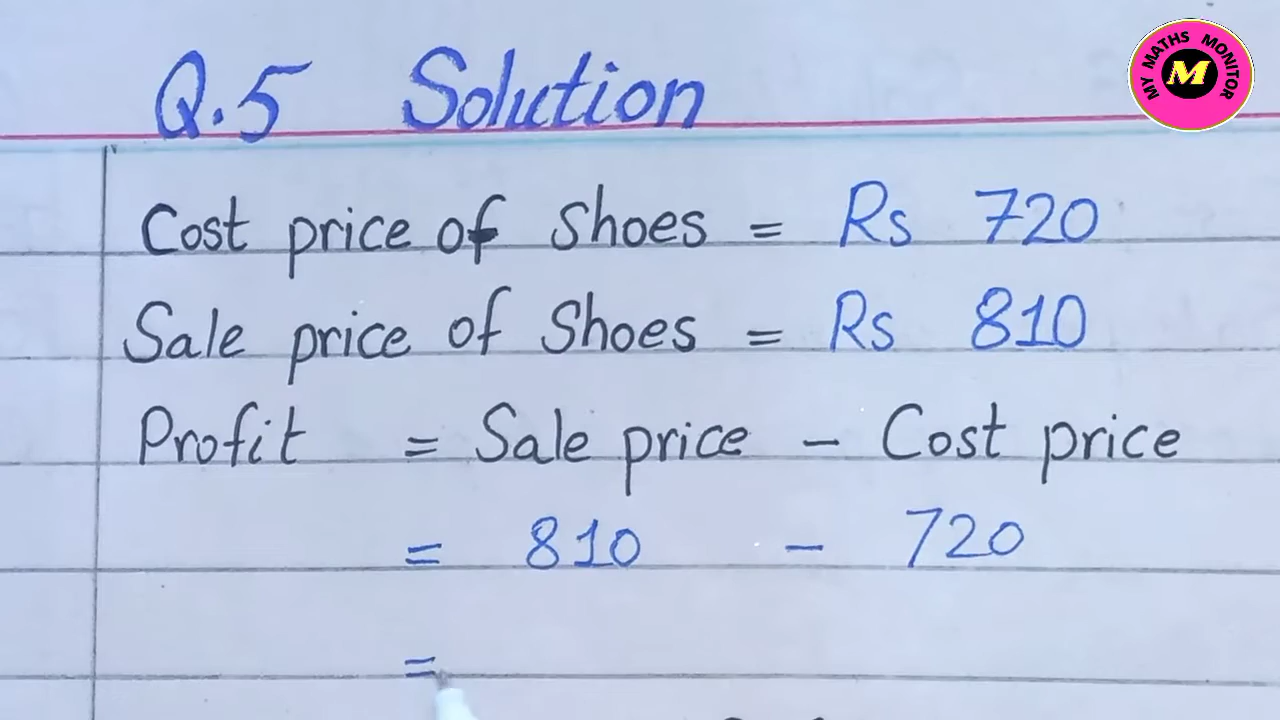 MY MATHS MONITOR
M
Q.5 Solution
Cost price of Shoes = Rs 720
Sale price of Shoes = Rs 810
Profit = Sale price - Cost price
= 810 - 720
=